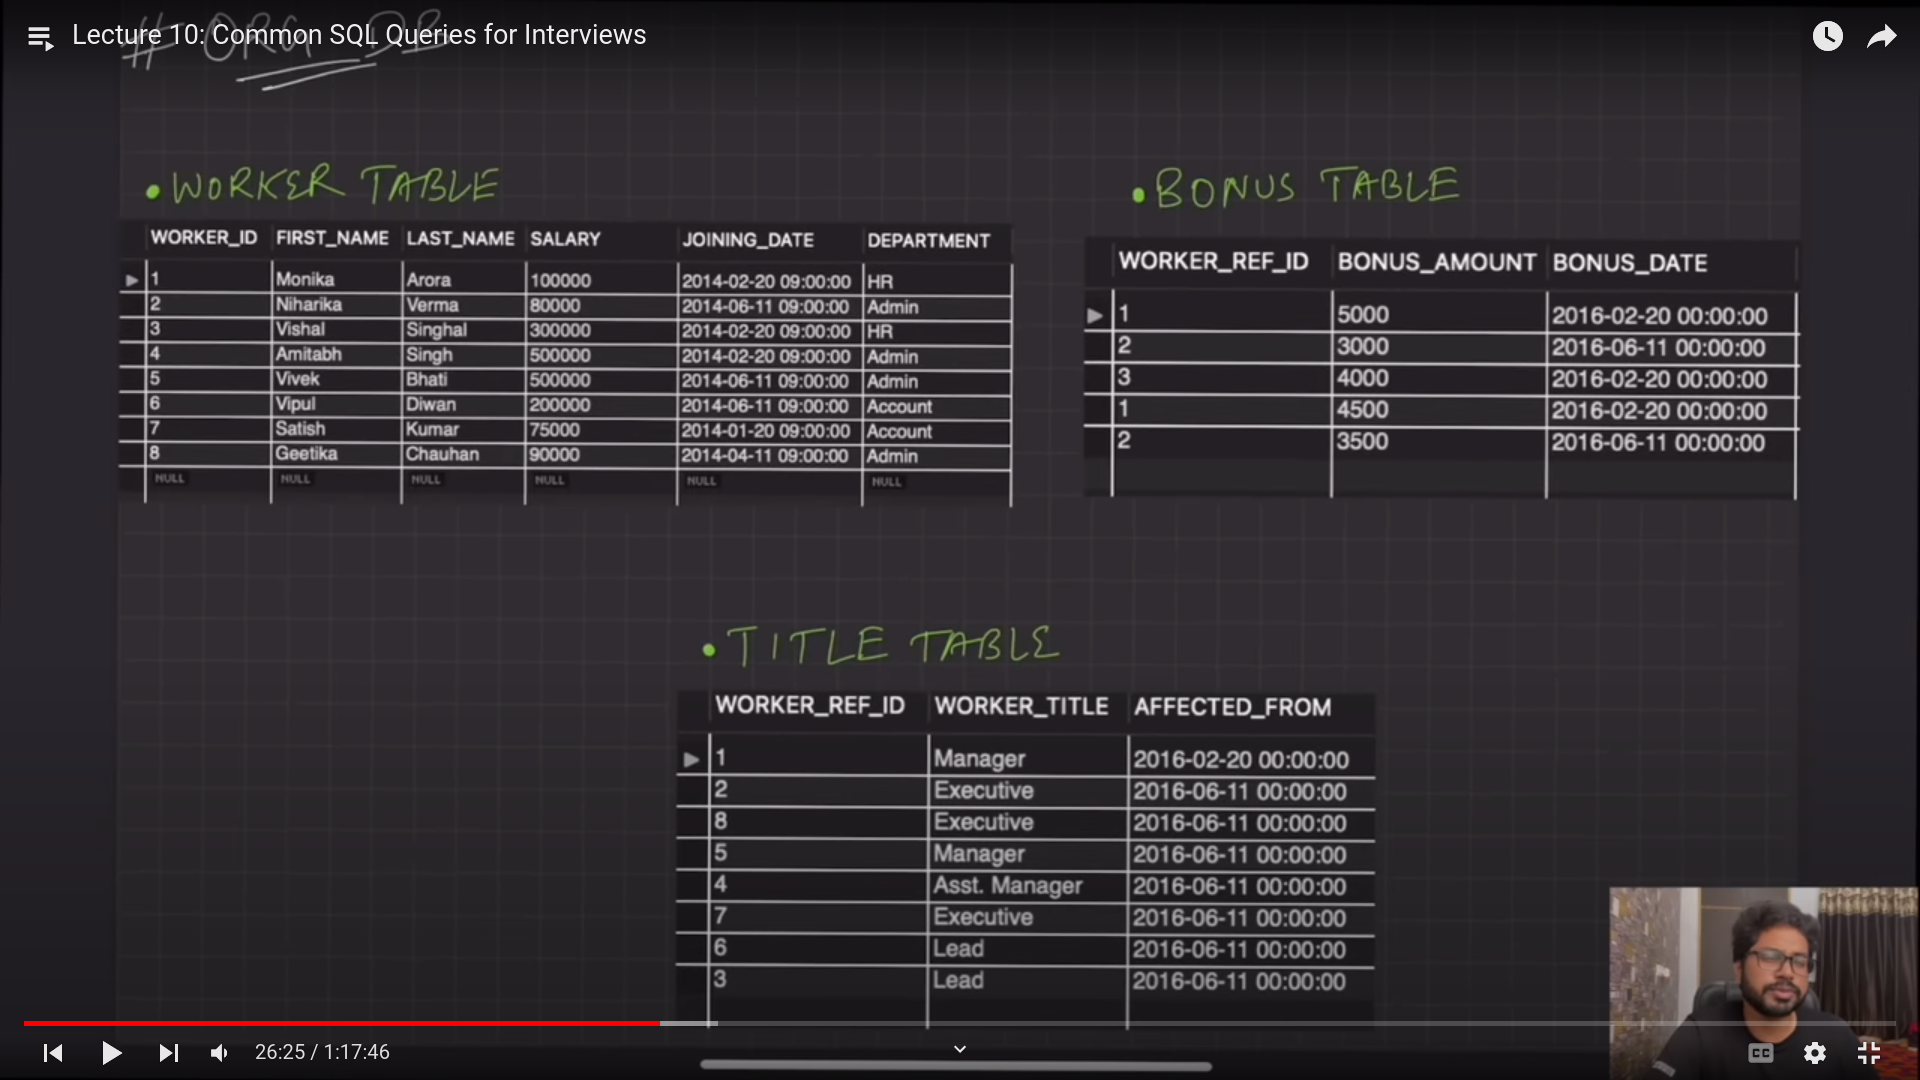 Lecture 10: Common SQL Queries for Interviews
# ORG DB
• WORKER TABLE
WORKER_ID FIRST_NAME LAST_NAME SALARY JOINING_DATE DEPARTMENT
1 Monika Arora 100000 2014-02-20 09:00:00 HR
2 Niharika Verma 80000 2014-06-11 09:00:00 Admin
3 Vishal Singhal 300000 2014-02-20 09:00:00 HR
4 Amitabh Singh 500000 2014-02-20 09:00:00 Admin
5 Vivek Bhati 500000 2014-06-11 09:00:00 Admin
6 Vipul Diwan 200000 2014-06-11 09:00:00 Account
7 Satish Kumar 75000 2014-01-20 09:00:00 Account
8 Geetika Chauhan 90000 2014-04-11 09:00:00 Admin
NULL NULL NULL NULL NULL NULL
• BONUS TABLE
WORKER_REF_ID BONUS_AMOUNT BONUS_DATE
1 5000 2016-02-20 00:00:00
2 3000 2016-06-11 00:00:00
3 4000 2016-02-20 00:00:00
1 4500 2016-02-20 00:00:00
2 3500 2016-06-11 00:00:00
• TITLE TABLE
WORKER_REF_ID WORKER_TITLE AFFECTED_FROM
1 Manager 2016-02-20 00:00:00
2 Executive 2016-06-11 00:00:00
8 Executive 2016-06-11 00:00:00
5 Manager 2016-06-11 00:00:00
4 Asst. Manager 2016-06-11 00:00:00
7 Executive 2016-06-11 00:00:00
6 Lead 2016-06-11 00:00:00
3 Lead 2016-06-11 00:00:00
26:25 / 1:17:46
CC